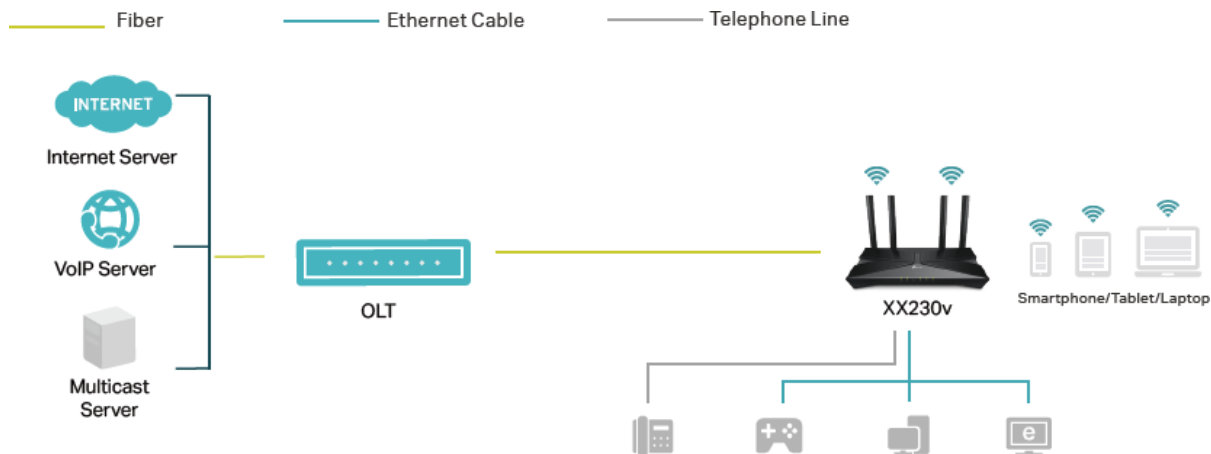 Fiber
Ethernet Cable
Telephone Line
INTERNET
Internet Server
VoIP Server
Multicast
Server
OLT
XX230v
Smartphone/Tablet/Laptop
e